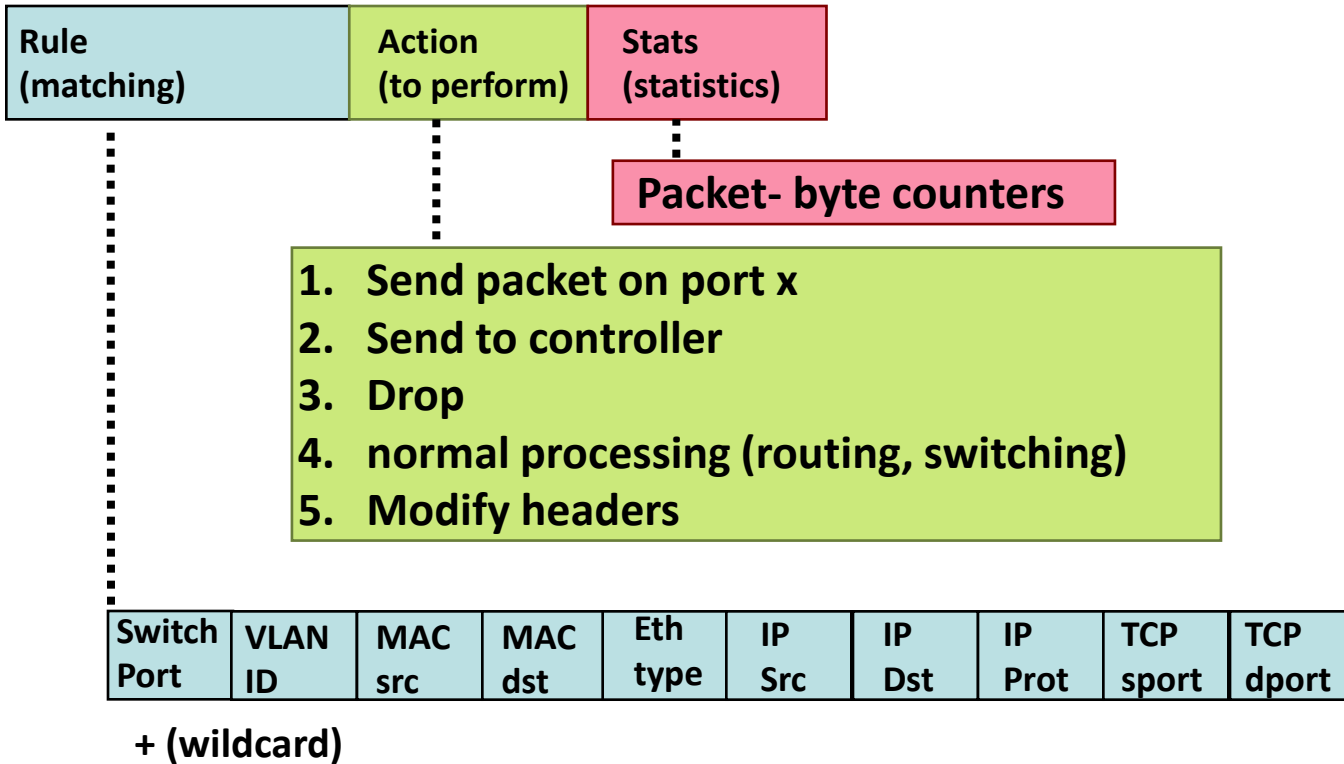 Rule
(matching)
Action
(to perform)
Stats
(statistics)
Packet- byte counters
1. Send packet on port x
2. Send to controller
3. Drop
4. normal processing (routing, switching)
5. Modify headers
Switch
Port
VLAN
ID
MAC
src
MAC
dst
Eth
type
IP
Src
IP
Dst
IP
Prot
TCP
sport
TCP
dport
+ (wildcard)